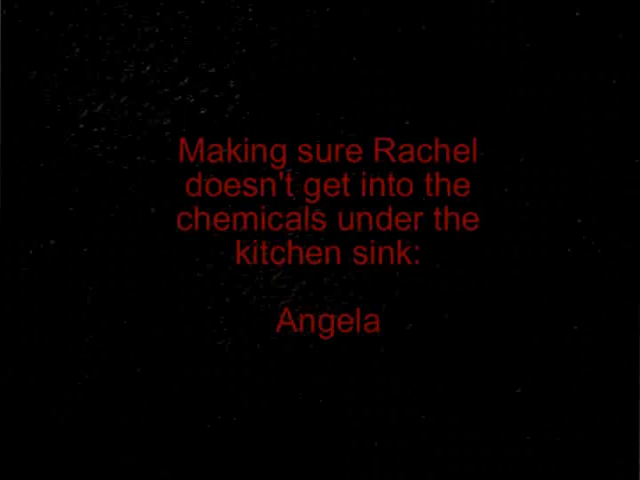 Making sure Rachel
doesn't get into the
chemicals under the
kitchen sink:
Angela